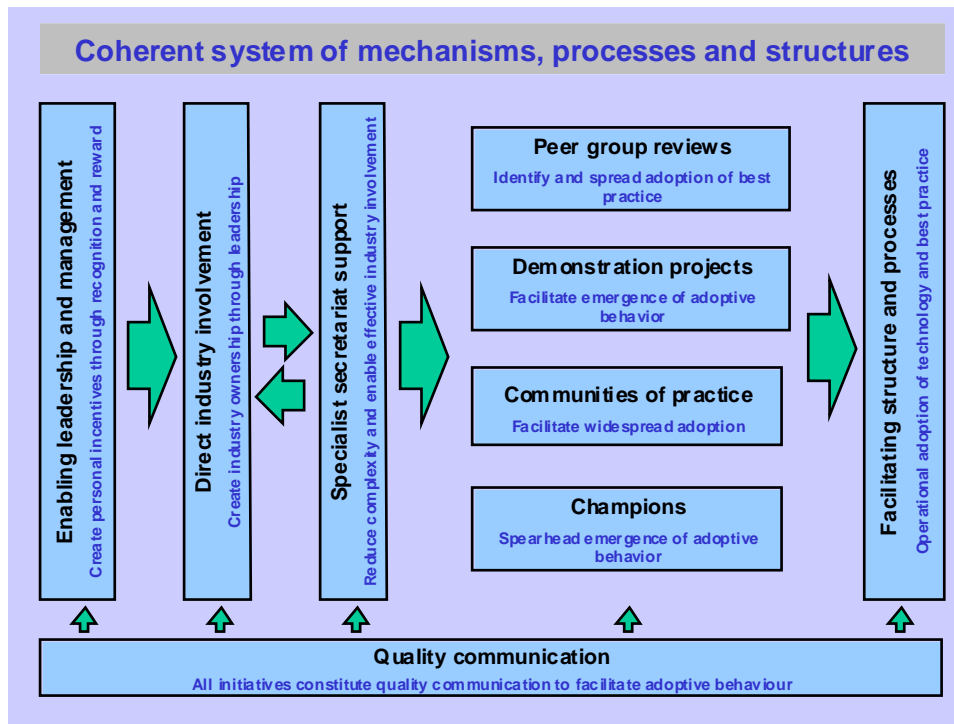 Coherent system of mechanisms, processes and structures
Enabling leadership and management
Create personal incentives through recognition and reward
Direct industry involvement
Create industry ownership through leadership
Specialist secretariat support
Reduce complexity and enable effective industry involvement
Peer group reviews
Identify and spread adoption of best
practice
Demonstration projects
Facilitate emergence of adoptive
behavior
Communities of practice
Facilitate widespread adoption
Champions
Spearhead emergence of adoptive
behavior
Facilitating structure and processes
Operational adoption of technology and best practice
Quality communication
All initiatives constitute quality communication to facilitate adoptive behaviour